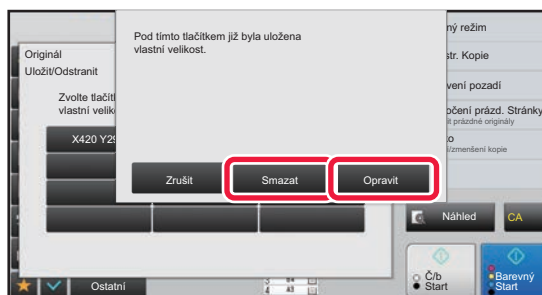 Pod tímto tlačítkem již byla uložena
vlastní velikost.
Zrušit
Smazat
Opravit
Originál
Uložit/Odstranit
Zvolte tlačít
vlastní velik
X420 Y29
ný režim
str. Kopie
vení pozadí
očení prázd. Stránky
it prázdné originály
o
í/zmenšení kopie
Náhled
CA
Č/b
Start
Barevný
Start
Ostatní